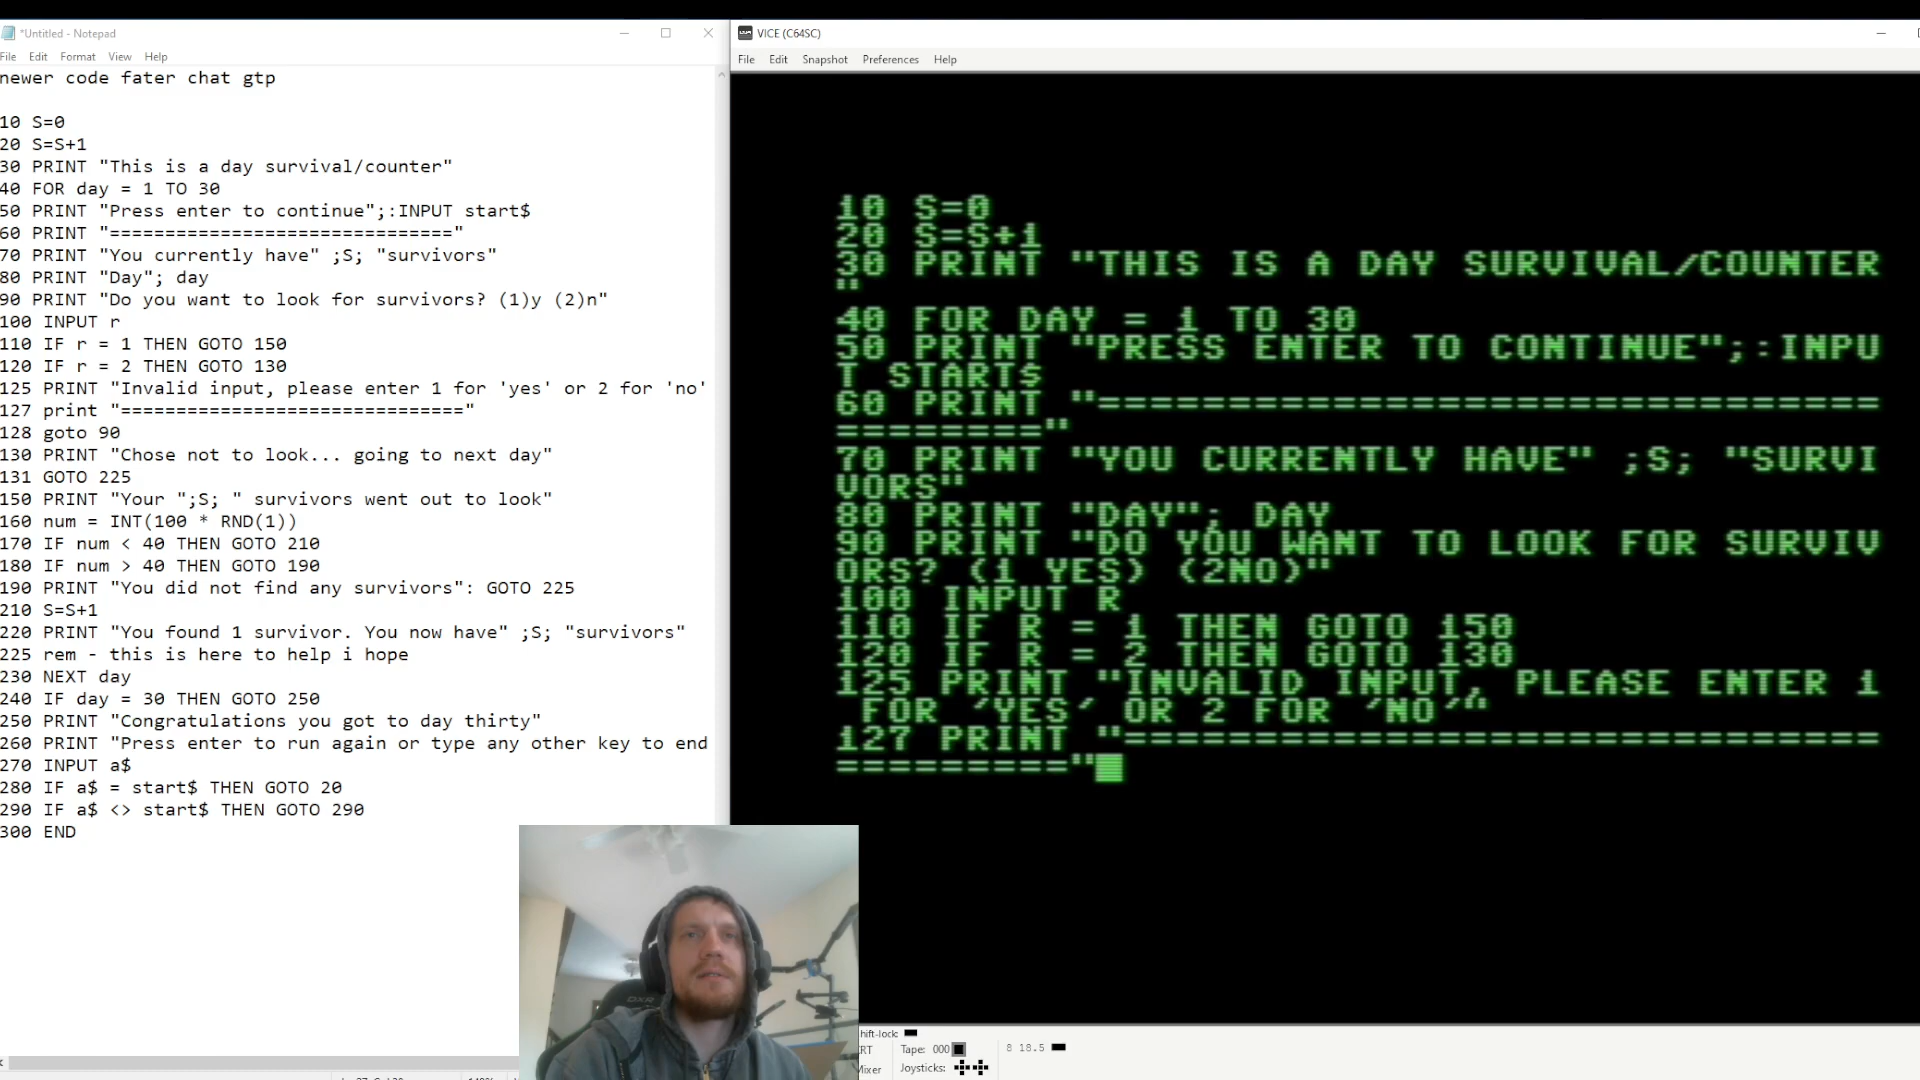 *Untitled - Notepad
File Edit Format View Help
newer code fater chat gtp
10 S=0
20 S=S+1
30 PRINT "This is a day survival/counter"
40 FOR day = 1 TO 30
50 PRINT "Press enter to continue";:INPUT start$
60 PRINT "==============================="
70 PRINT "You currently have" ;S; "survivors"
80 PRINT "Day"; day
90 PRINT "Do you want to look for survivors? (1)y (2)n"
100 INPUT r
110 IF r = 1 THEN GOTO 150
120 IF r = 2 THEN GOTO 130
125 PRINT "Invalid input, please enter 1 for 'yes' or 2 for 'no'
127 print "==============================="
128 goto 90
130 PRINT "Chose not to look... going to next day"
131 GOTO 225
150 PRINT "Your ";S; " survivors went out to look"
160 num = INT(100 * RND(1))
170 IF num < 40 THEN GOTO 210
180 IF num > 40 THEN GOTO 190
190 PRINT "You did not find any survivors": GOTO 225
210 S=S+1
220 PRINT "You found 1 survivor. You now have" ;S; "survivors"
225 rem - this is here to help i hope
230 NEXT day
240 IF day = 30 THEN GOTO 250
250 PRINT "Congratulations you got to day thirty"
260 PRINT "Press enter to run again or type any other key to end
270 INPUT a$
280 IF a$ = start$ THEN GOTO 20
290 IF a$ <> start$ THEN GOTO 290
300 END
VICE (C64SC)
File Edit Snapshot Preferences Help
10 S=0
20 S=S+1
30 PRINT "THIS IS A DAY SURVIVAL/COUNTER
"
40 FOR DAY = 1 TO 30
50 PRINT "PRESS ENTER TO CONTINUE";:INPU
T START$
60 PRINT "==============================
========"
70 PRINT "YOU CURRENTLY HAVE" ;S; "SURVI
VORS"
80 PRINT "DAY"; DAY
90 PRINT "DO YOU WANT TO LOOK FOR SURVIV
ORS? (1 YES) (2NO)"
100 INPUT R
110 IF R = 1 THEN GOTO 150
120 IF R = 2 THEN GOTO 130
125 PRINT "INVALID INPUT, PLEASE ENTER 1
FOR 'YES' OR 2 FOR 'NO'"
127 PRINT "=============================
========="
DXR
hift-lock:
RT Tape: 000 8 18.5
Mixer Joysticks: